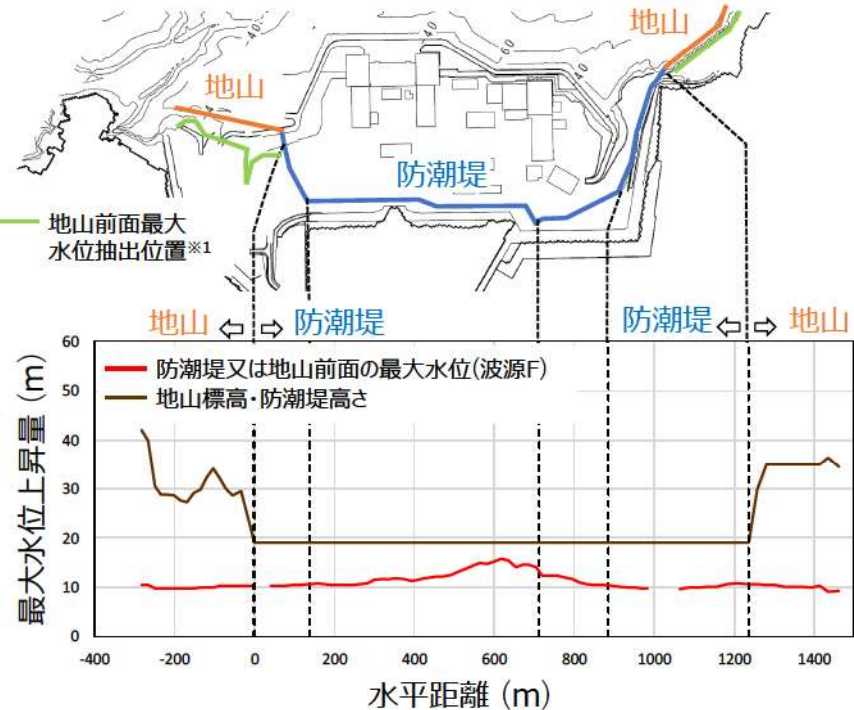 地山
-40
-60
-40
-40
地山
防潮堤
地山前面最大
水位抽出位置※1
地山 ⇦ ⇨ 防潮堤
防潮堤 ⇦ ⇨ 地山
最大水位上昇量 (m)
60
50
40
30
20
10
0
防潮堤又は地山前面の最大水位(波源F)
地山標高・防潮堤高さ
-400 -200 0 200 400 600 800 1000 1200 1400
水平距離 (m)